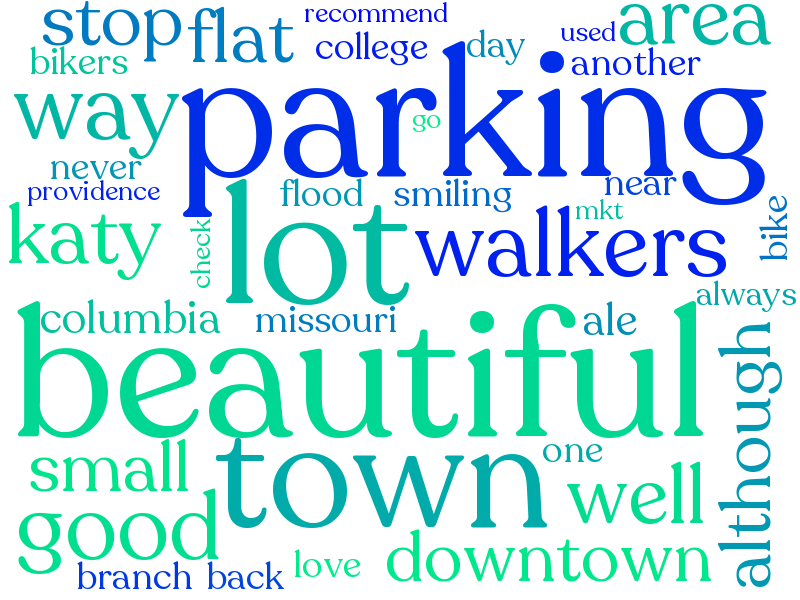 recommend
stop
flat
college
day
used
area
bikers
another
way
parking
go
never
providence
flood
smiling
near
mkt
bike
katy
check
lot
walkers
always
columbia
missouri
ale
beautiful
although
town
one
small
well
good
downtown
branch
back
love